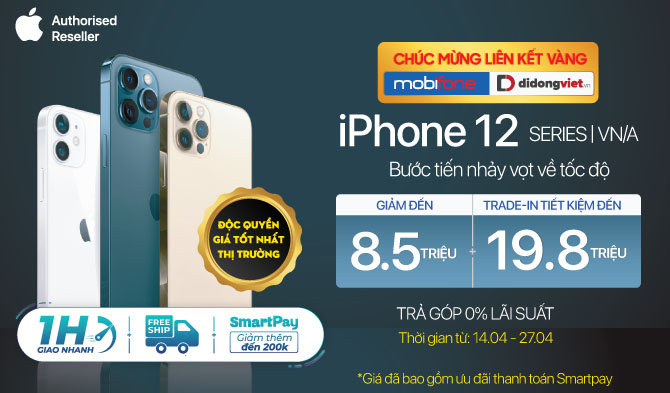 Authorised
Reseller
CHÚC MỪNG LIÊN KẾT VÀNG
mobifone didongviet.vn
iPhone 12 SERIES | VN/A
Bước tiến nhảy vọt về tốc độ
GIẢM ĐẾN
8.5 TRIỆU
TRADE-IN TIẾT KIỆM ĐẾN
19.8 TRIỆU
ĐỘC QUYỀN
GIÁ TỐT NHẤT
THỊ TRƯỜNG
TRẢ GÓP 0% LÃI SUẤT
Thời gian từ: 14.04 - 27.04
1H
GIAO NHANH
FREE
SHIP
SmartPay
Giảm thêm
đến 200k
*Giá đã bao gồm ưu đãi thanh toán Smartpay